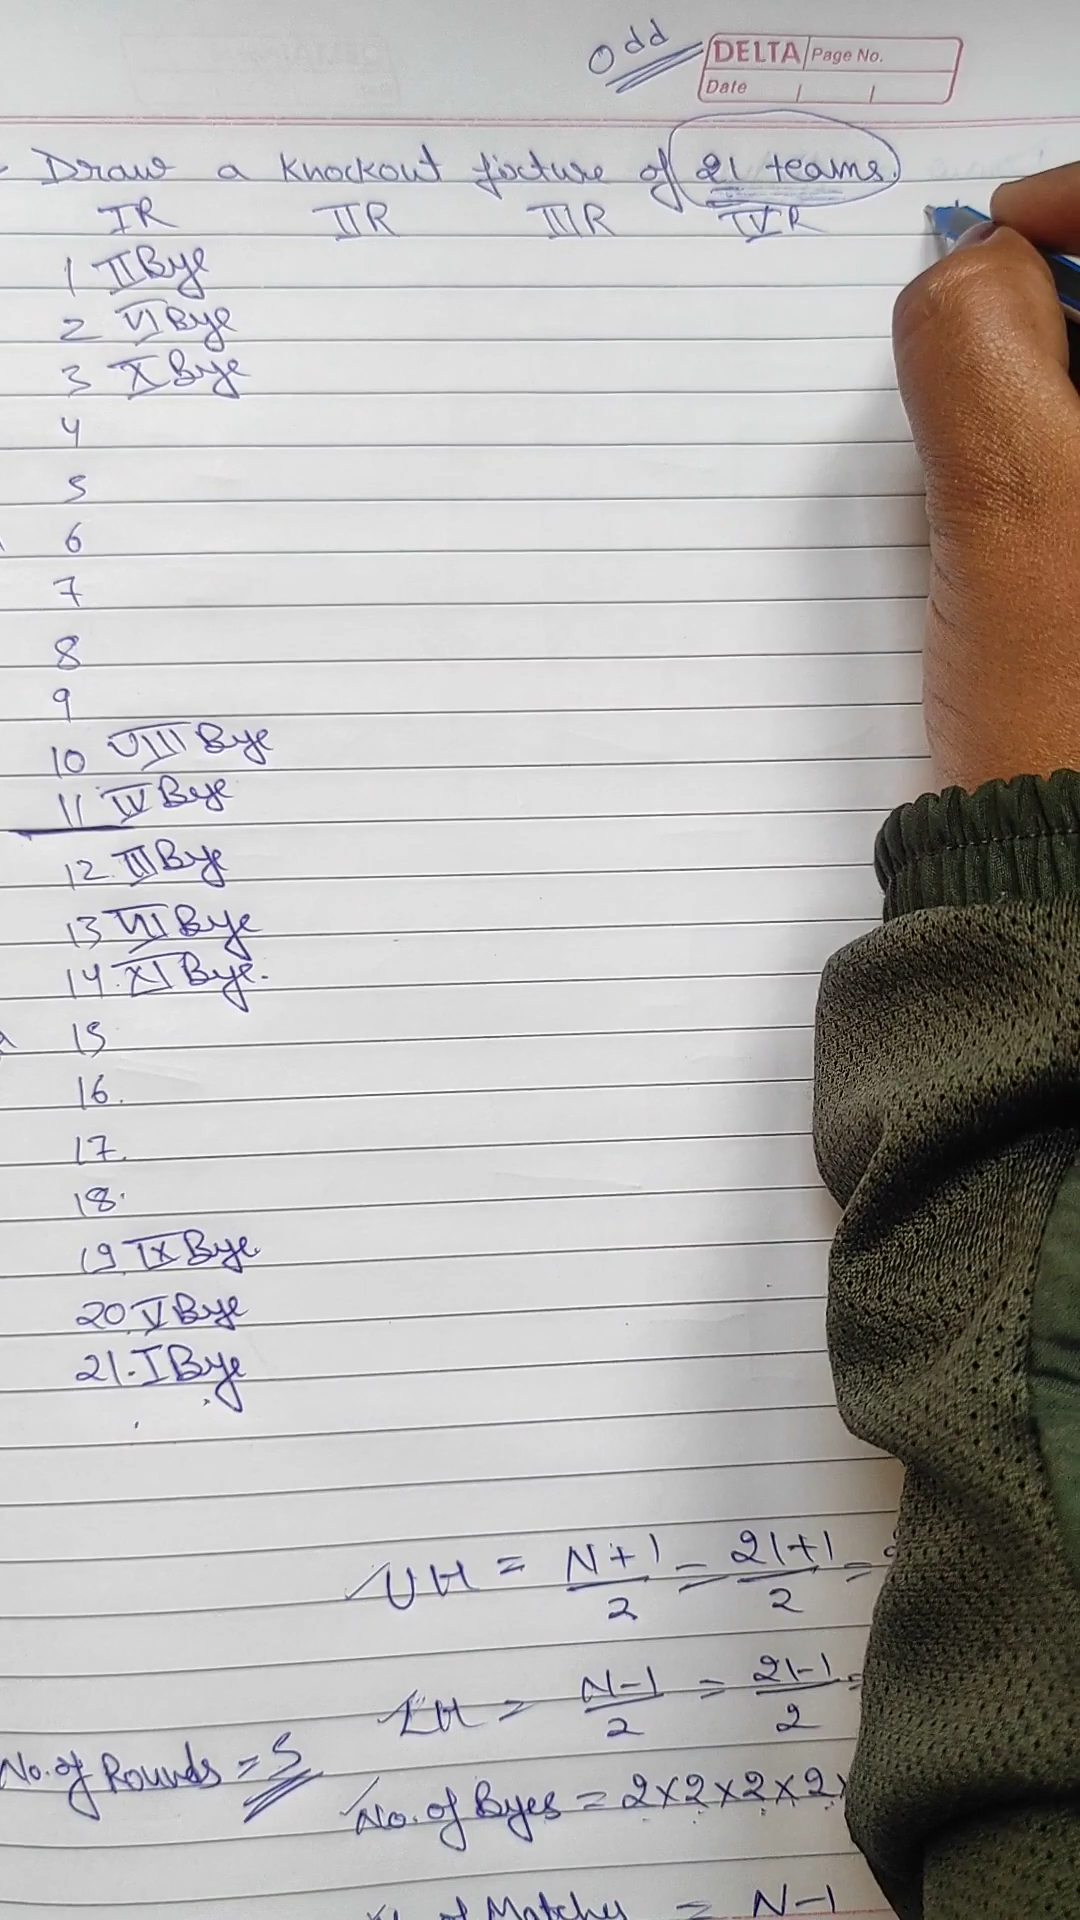 odd
DELTA Page No.
Date
Draw a Knockout fixture of 21 teams.
IR IIR IIIR IVR
1 II Bye
2 VI Bye
3 X Bye
4
5
6
7
8
9
10 VIII Bye
11 IV Bye
12. III Bye
13 VII Bye
14. XI Bye.
15
16.
17.
18.
19 IX Bye.
20 V Bye
21. I Bye
UH = N+1/2 = 21+1/2 =
LH = N-1/2 = 21-1/2 =
No. of Rounds = 5
No. of Byes = 2×2×2×2×
of Matches = N-1